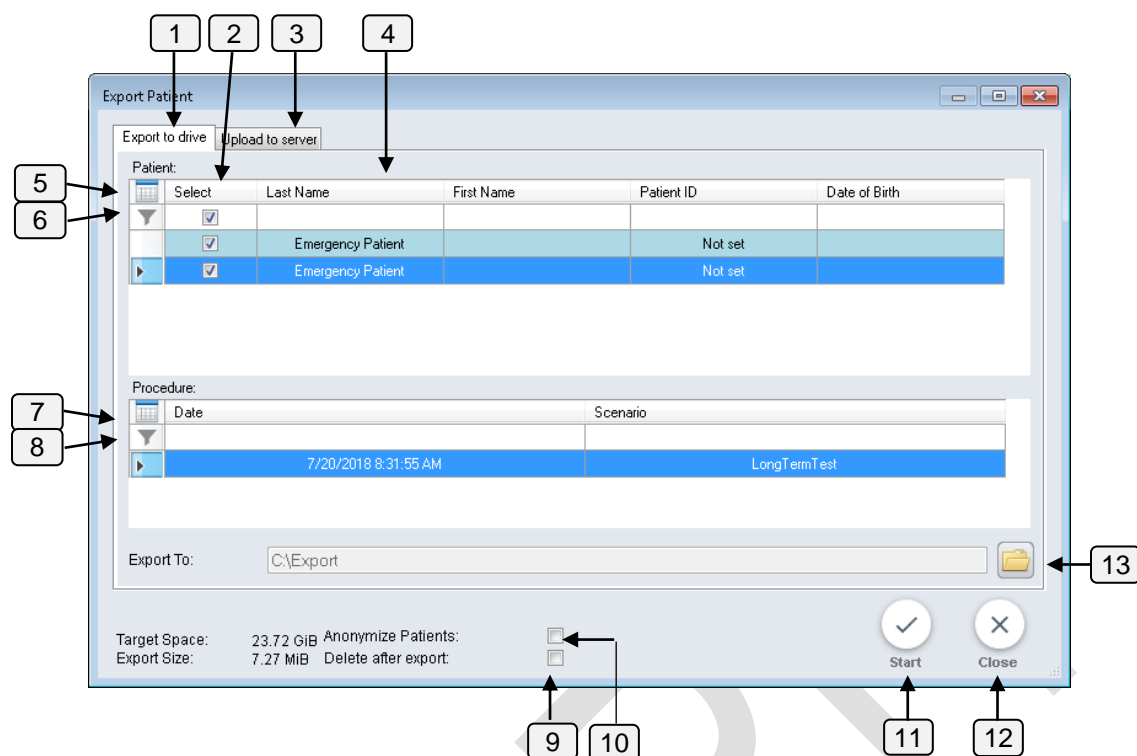 1 2 3 4
Export Patient
Export to drive Upload to server
Patient:
5 Select Last Name First Name Patient ID Date of Birth
6
Emergency Patient Not set
Emergency Patient Not set
Procedure:
7 Date Scenario
8
7/20/2018 8:31:55 AM LongTermTest
Export To: C:\Export
13
Target Space: 23.72 GiB Anonymize Patients:
Export Size: 7.27 MiB Delete after export:
Start Close
9 10 11 12